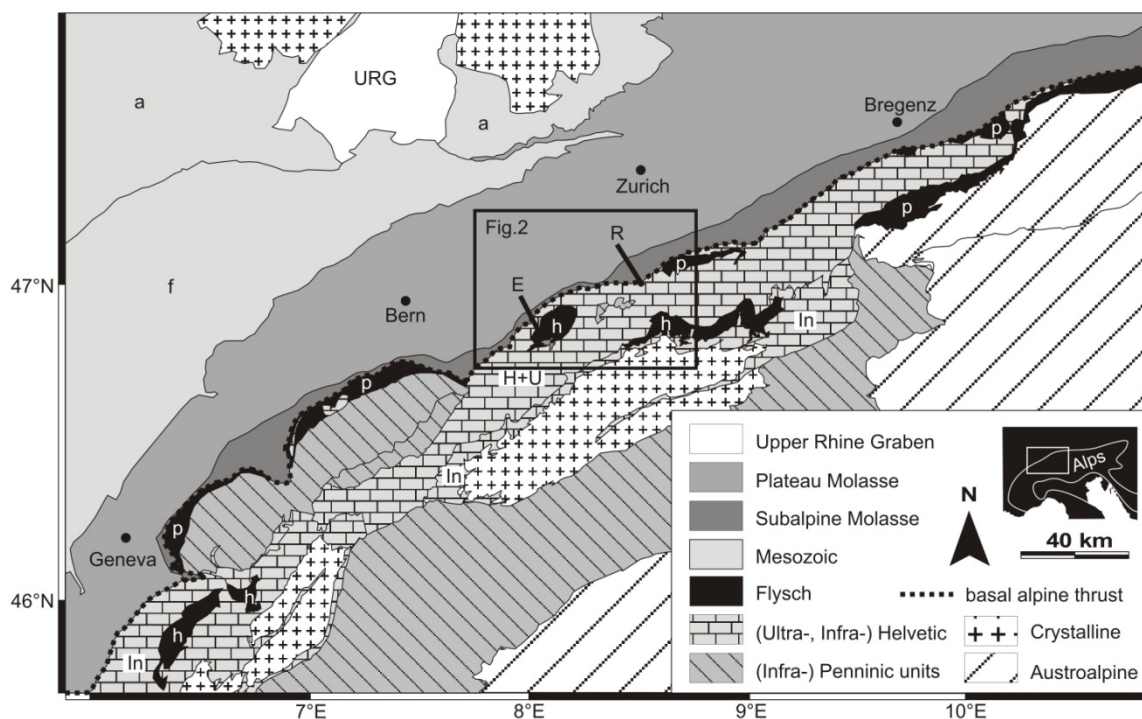 URG
a
a
Bregenz
p
Zurich
p
Fig.2
R
47°N
f
E
p
Bern
h
h
In
p
H+U
In
p
Geneva
46°N
h
h
In
Upper Rhine Graben
Plateau Molasse
Subalpine Molasse
Mesozoic
Flysch
(Ultra-, Infra-) Helvetic
(Infra-) Penninic units
Alps
N
40 km
basal alpine thrust
Crystalline
Austroalpine
7°E
8°E
9°E
10°E